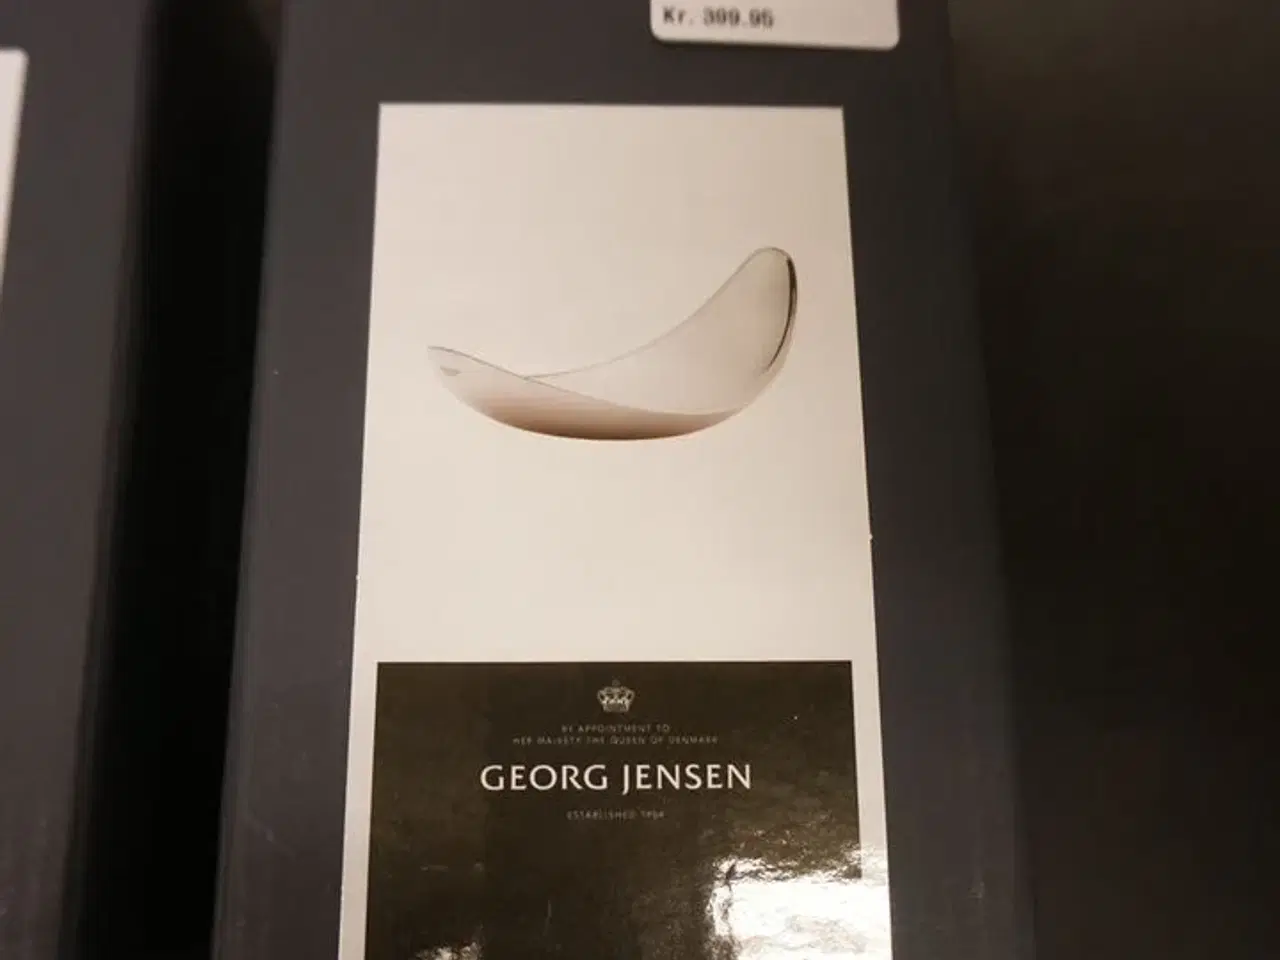 Kr. 399.95
BY APPOINTMENT TO
HER MAJESTY THE QUEEN OF DENMARK
GEORG JENSEN
ESTABLISHED 1904